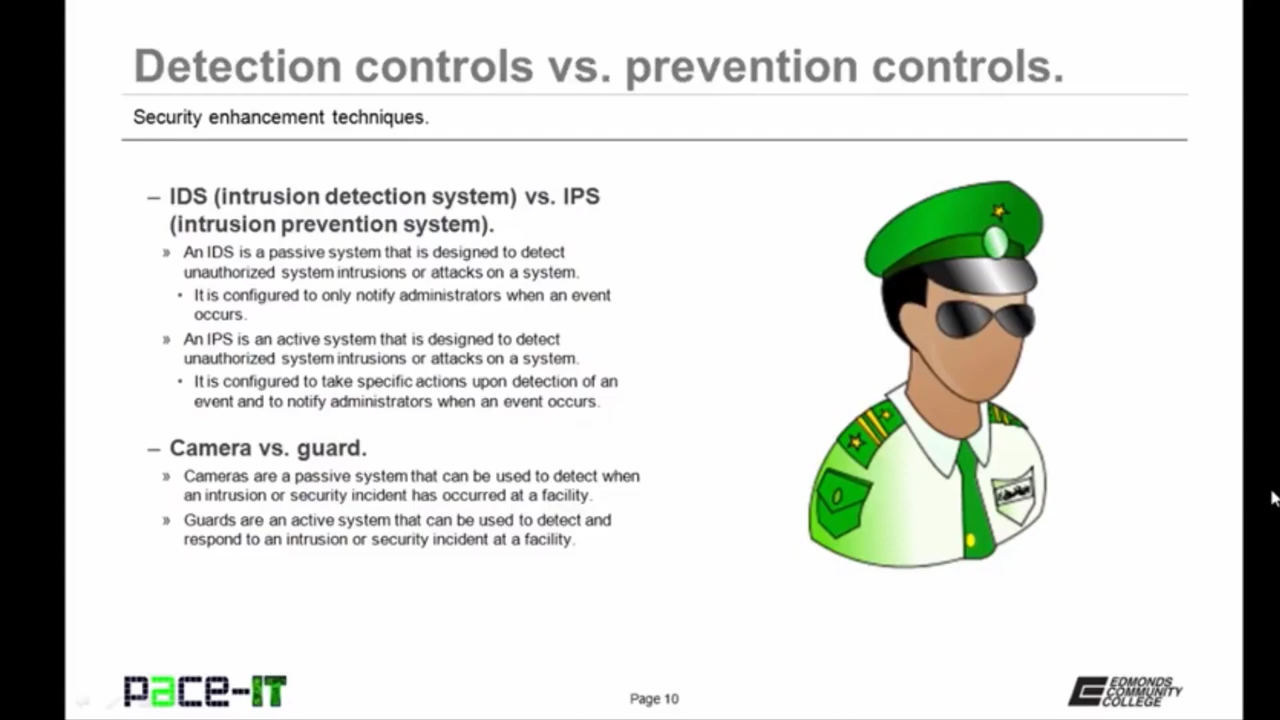 Detection controls vs. prevention controls.
Security enhancement techniques.
– IDS (intrusion detection system) vs. IPS
(intrusion prevention system).
» An IDS is a passive system that is designed to detect
unauthorized system intrusions or attacks on a system.
· It is configured to only notify administrators when an event
occurs.
» An IPS is an active system that is designed to detect
unauthorized system intrusions or attacks on a system.
· It is configured to take specific actions upon detection of an
event and to notify administrators when an event occurs.
– Camera vs. guard.
» Cameras are a passive system that can be used to detect when
an intrusion or security incident has occurred at a facility.
» Guards are an active system that can be used to detect and
respond to an intrusion or security incident at a facility.
pace-IT
Page 10
EDMONDS
COMMUNITY
COLLEGE